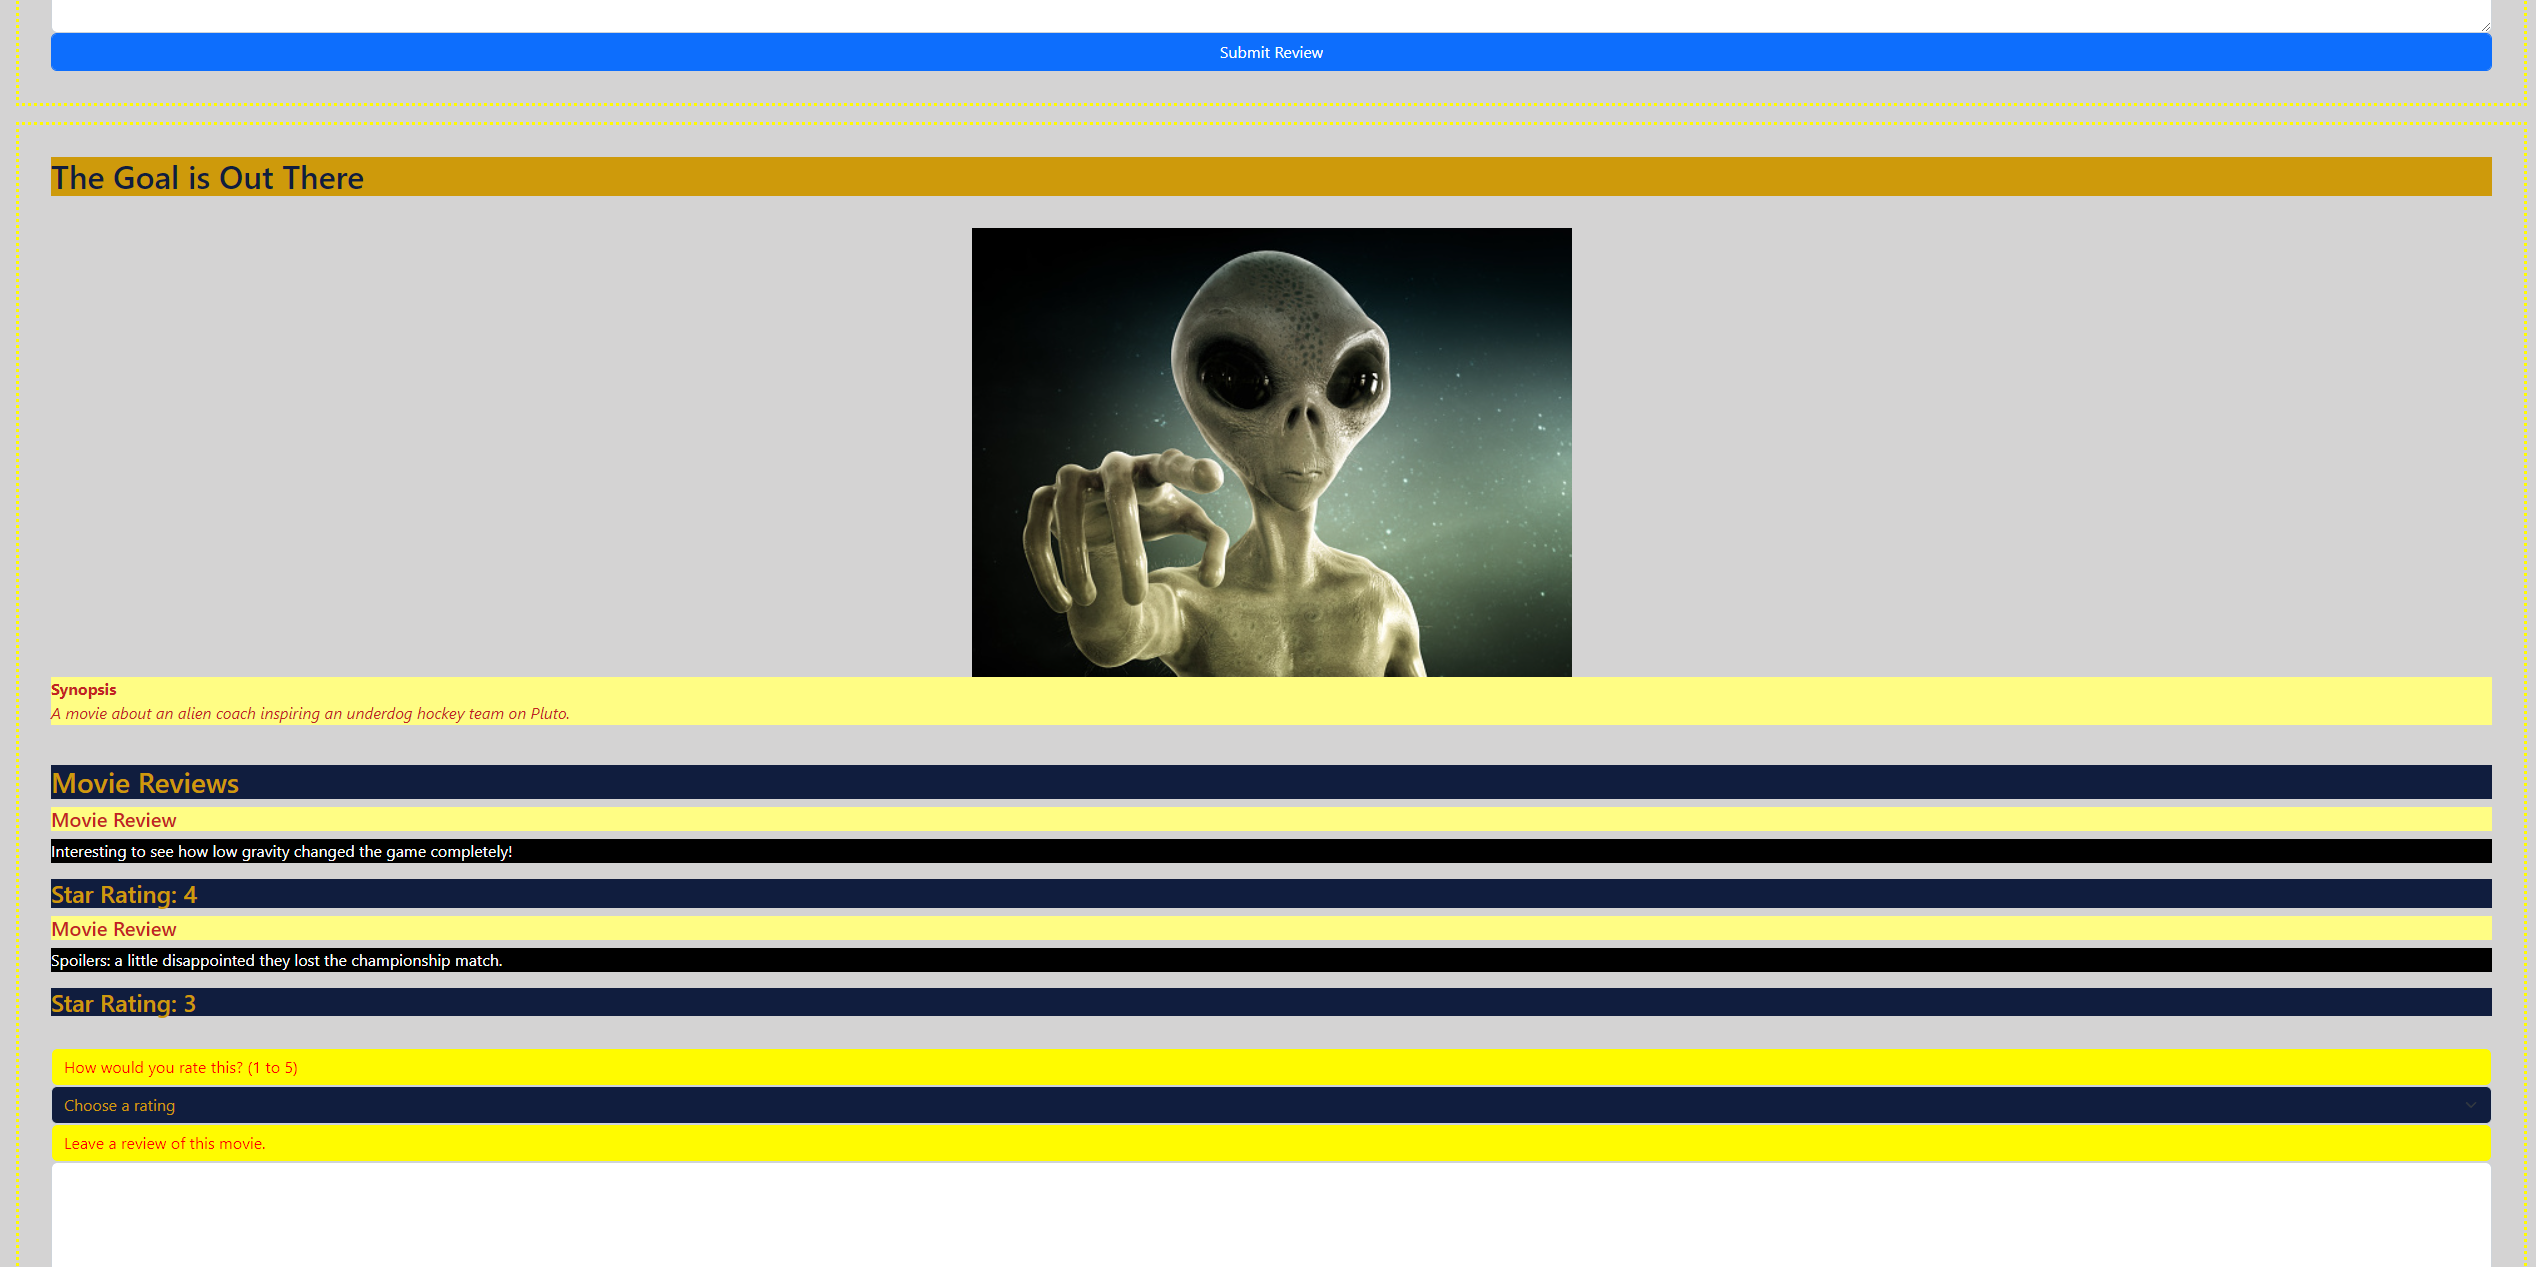 Submit Review
The Goal is Out There
Synopsis
A movie about an alien coach inspiring an underdog hockey team on Pluto.
Movie Reviews
Movie Review
Interesting to see how low gravity changed the game completely!
Star Rating: 4
Movie Review
Spoilers: a little disappointed they lost the championship match.
Star Rating: 3
How would you rate this? (1 to 5)
Choose a rating
Leave a review of this movie.